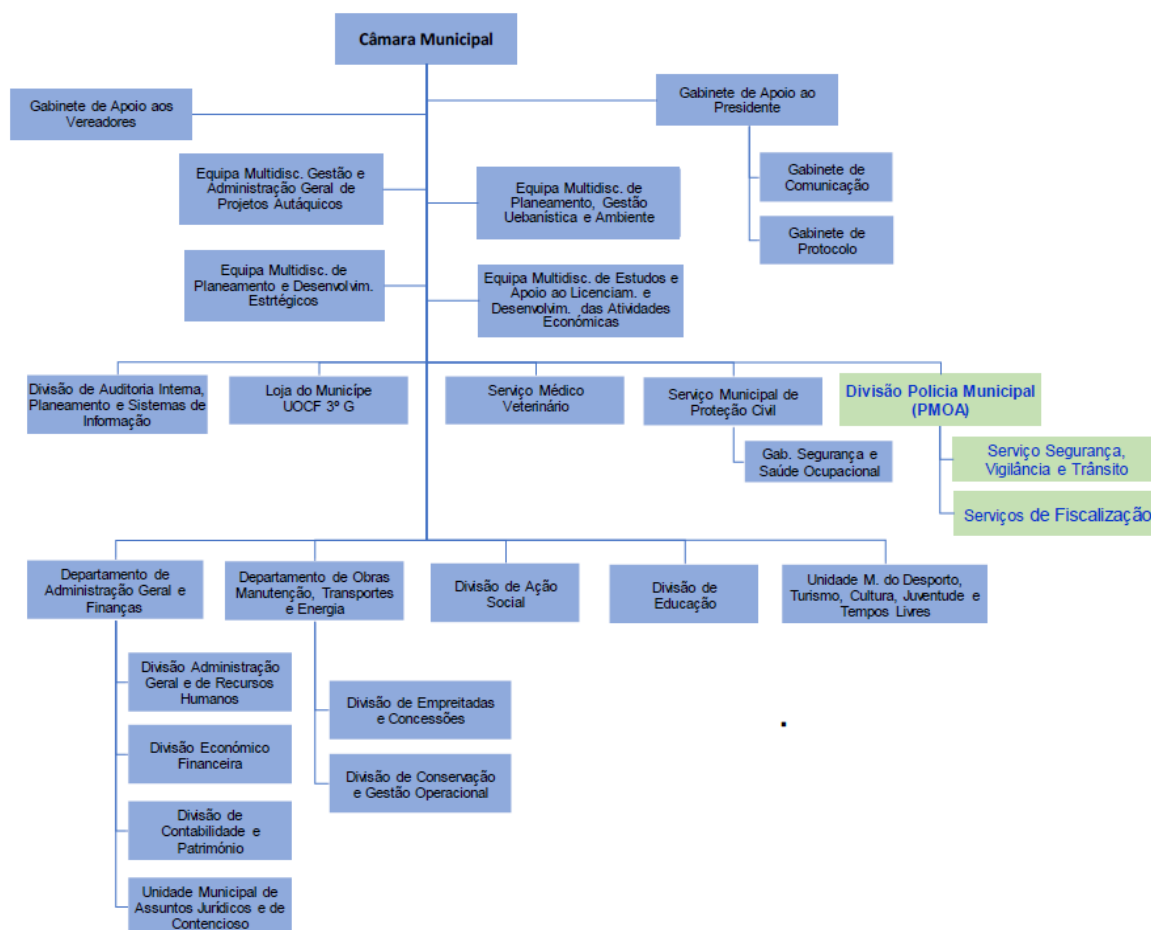 Câmara Municipal
Gabinete de Apoio aos
Vereadores
Gabinete de Apoio ao
Presidente
Gabinete de
Comunicação
Gabinete de
Protocolo
Equipa Multidisc. Gestão e
Administração Geral de
Projetos Autáquicos
Equipa Multidisc. de
Planeamento, Gestão
Uebanística e Ambiente
Equipa Multidisc. de
Planeamento e Desenvolvim.
Estrtégicos
Equipa Multidisc. de Estudos e
Apoio ao Licenciam. e
Desenvolvim. das Atividades
Económicas
Divisão de Auditoria Interna,
Planeamento e Sistemas de
Informação
Loja do Municípe
UOCF 3º G
Serviço Médico
Veterinário
Serviço Municipal de
Proteção Civil
Gab. Segurança e
Saúde Ocupacional
Divisão Policia Municipal
(PMOA)
Serviço Segurança,
Vigilância e Trânsito
Serviços de Fiscalização
Departamento de
Administração Geral e
Finanças
Departamento de Obras
Manutenção, Transportes
e Energia
Divisão de Ação
Social
Divisão de
Educação
Unidade M. do Desporto,
Turismo, Cultura, Juventude e
Tempos Livres
Divisão Administração
Geral e de Recursos
Humanos
Divisão Económico
Financeira
Divisão de
Contabilidade e
Património
Unidade Municipal de
Assuntos Jurídicos e de
Contencioso
Divisão de Empreitadas
e Concessões
Divisão de Conservação
e Gestão Operacional